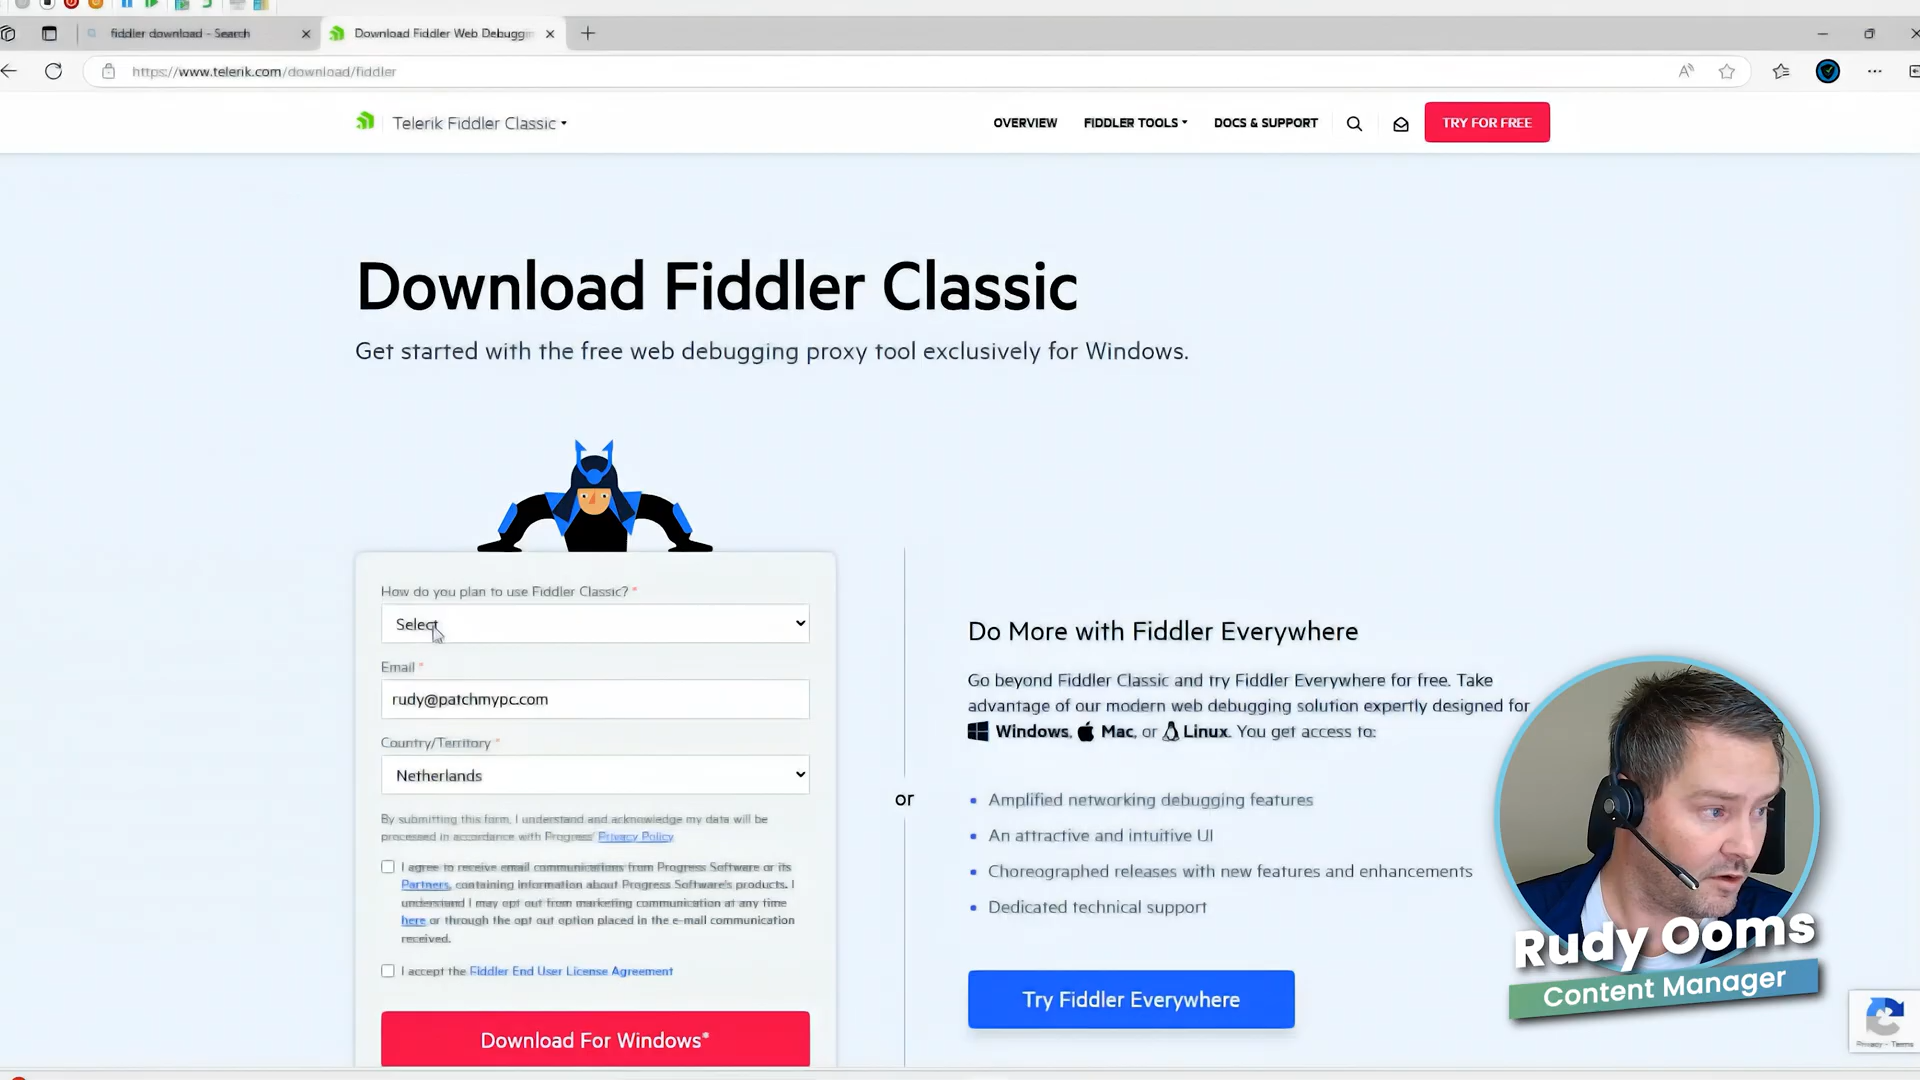 fiddler download - Search
Download Fiddler Web Debuggin
https://www.telerik.com/download/fiddler
Telerik Fiddler Classic
OVERVIEW
FIDDLER TOOLS
DOCS & SUPPORT
TRY FOR FREE
Download Fiddler Classic
Get started with the free web debugging proxy tool exclusively for Windows.
How do you plan to use Fiddler Classic? *
Select
Email *
rudy@patchmypc.com
Country/Territory *
Netherlands
By submitting this form, I understand and acknowledge my data will be
processed in accordance with Progress' Privacy Policy.
I agree to receive email communications from Progress Software or its
Partners, containing information about Progress Software's products. I
understand I may opt out from marketing communication at any time
here or through the opt out option placed in the e-mail communication
received.
I accept the Fiddler End User License Agreement
Download For Windows*
or
Do More with Fiddler Everywhere
Go beyond Fiddler Classic and try Fiddler Everywhere for free. Take
advantage of our modern web debugging solution expertly designed for
Windows, Mac, or Linux. You get access to:
Amplified networking debugging features
An attractive and intuitive UI
Choreographed releases with new features and enhancements
Dedicated technical support
Try Fiddler Everywhere
Rudy Ooms
Content Manager
Privacy - Terms